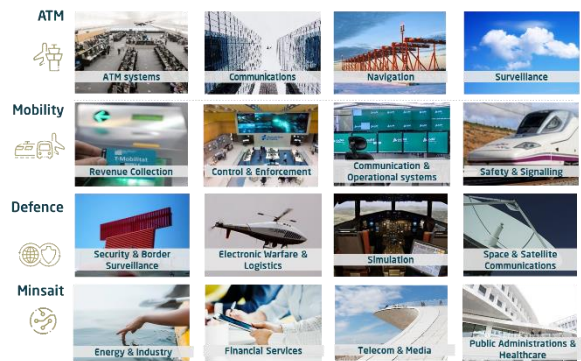 ATM
ATM systems
Communications
Navigation
Surveillance
Mobility
Revenue Collection
Control & Enforcement
Communication &
Operational systems
Safety & Signalling
Defence
Security & Border
Surveillance
Electronic Warfare &
Logistics
Simulation
Space & Satellite
Communications
Minsait
Energy & Industry
Financial Services
Telecom & Media
Public Administrations &
Healthcare